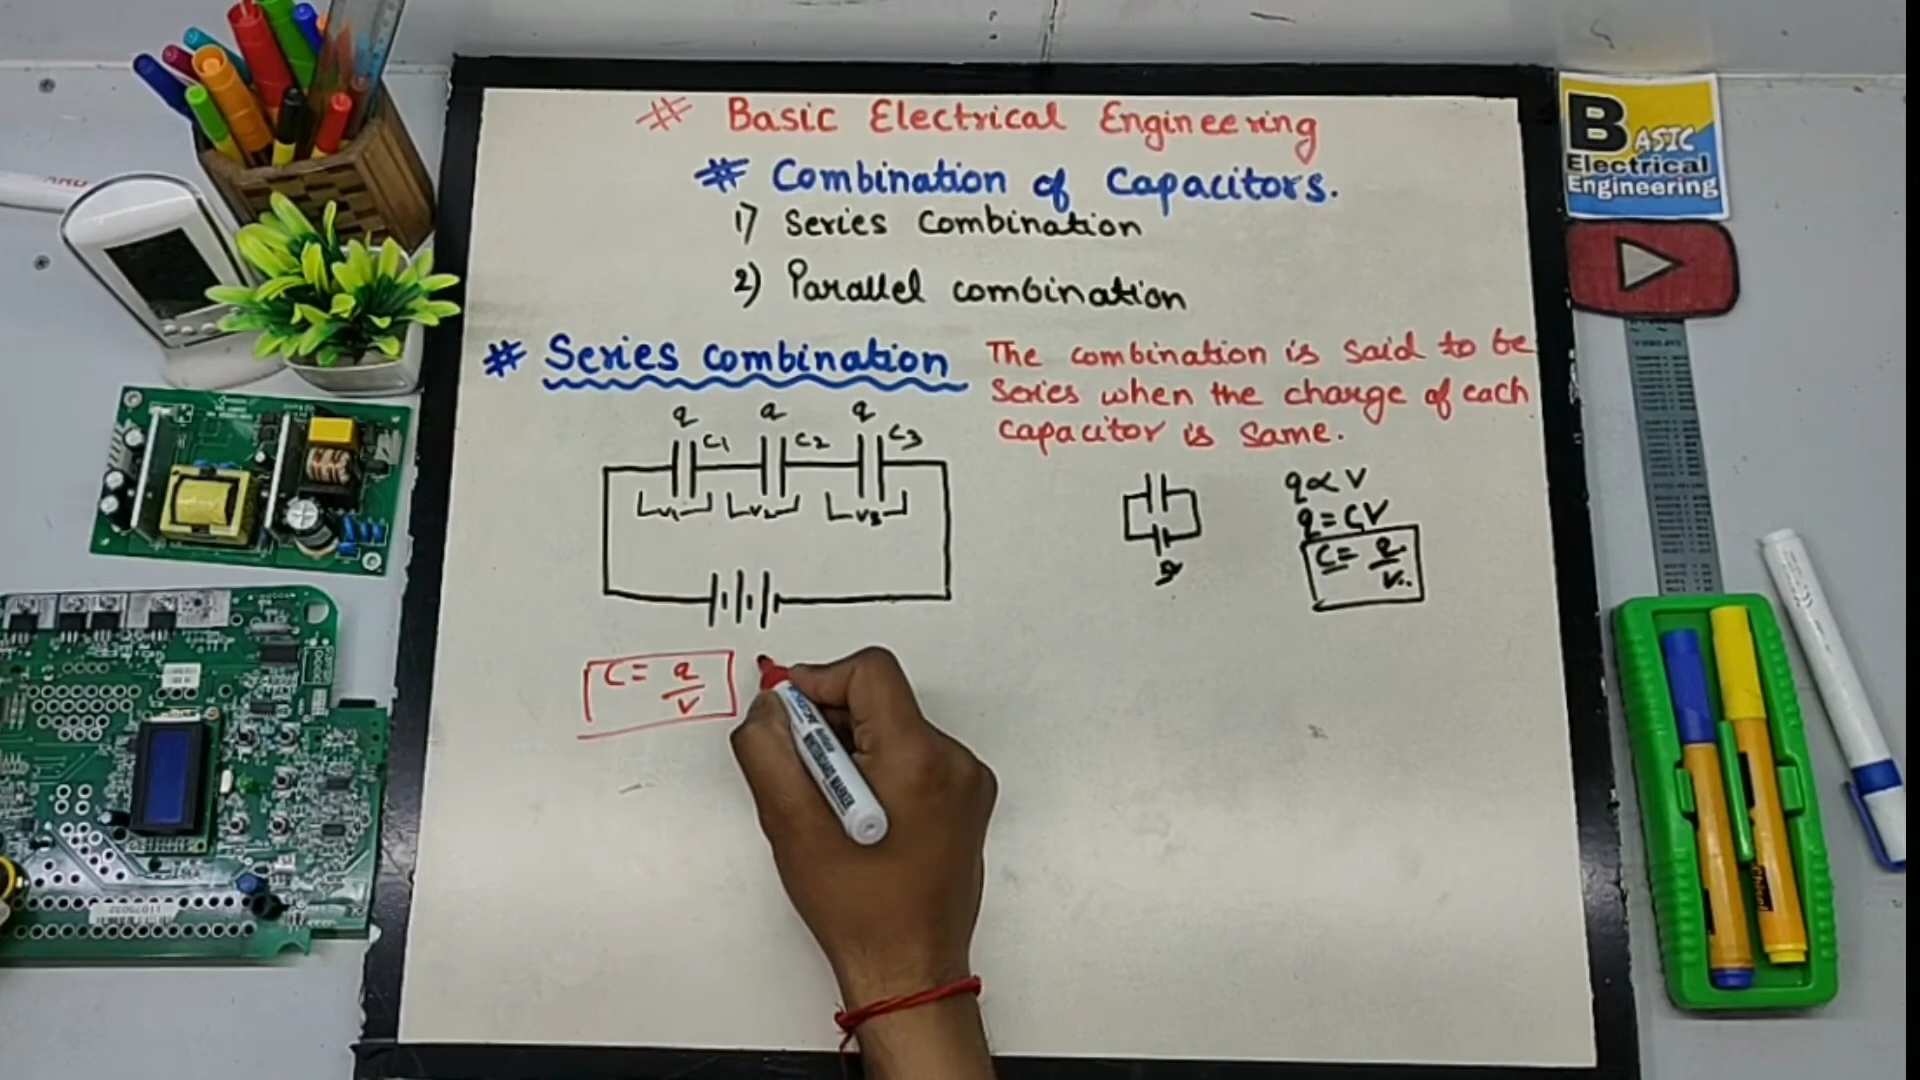 # Basic Electrical Engineering
# Combination of Capacitors.
1) Series Combination
2) Parallel combination
# Series combination
The combination is said to be
Series when the charge of each
capacitor is same.
q q q
C1 C2 C3
V1 V2 V3
q ∝ V
q = CV
C = q/V
C = q/V
BASIC
Electrical
Engineering